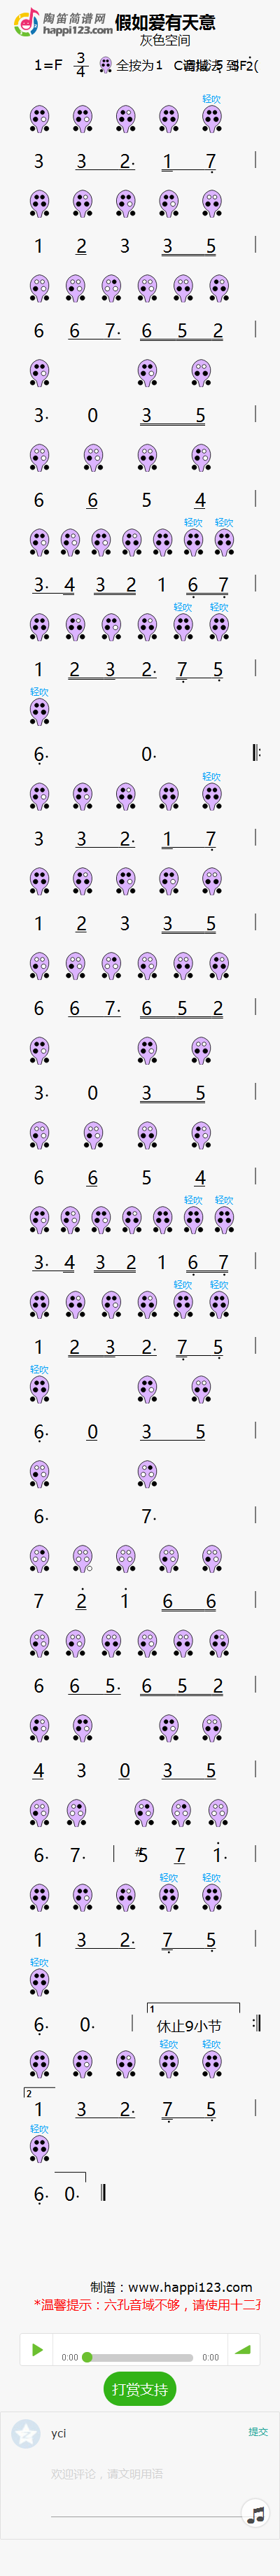 陶笛简谱网
happi123.com
假如爱有天意
灰色空间
1=F 3/4 全按为1
轻吹
3 3 2. 1 7
1 2 3 3 5
6 6 7. 6 5 2
3. 0 3 5
6 6 5 4
轻吹 轻吹
3. 4 3 2 1 6 7
轻吹 轻吹
1 2 3 2. 7 5
轻吹
6. 0.
轻吹
3 3 2. 1 7
1 2 3 3 5
6 6 7. 6 5 2
3. 0 3 5
6 6 5 4
轻吹 轻吹
3. 4 3 2 1 6 7
轻吹 轻吹
1 2 3 2. 7 5
轻吹
6. 0 3 5
6. 7.
7 2 1 6 6
6 6 5. 6 5 2
4 3 0 3 5
6. 7. | #5 7 1.
轻吹 轻吹
1 3 2. 7 5
轻吹
6. 0. | 1 休止9小节
轻吹 轻吹
2
1 3 2. 7 5
轻吹
6. 0.
制谱：www.happi123.com
*温馨提示：六孔音域不够，请使用十二孔
0:00 0:00
打赏支持
yci 提交
欢迎评论，请文明用语